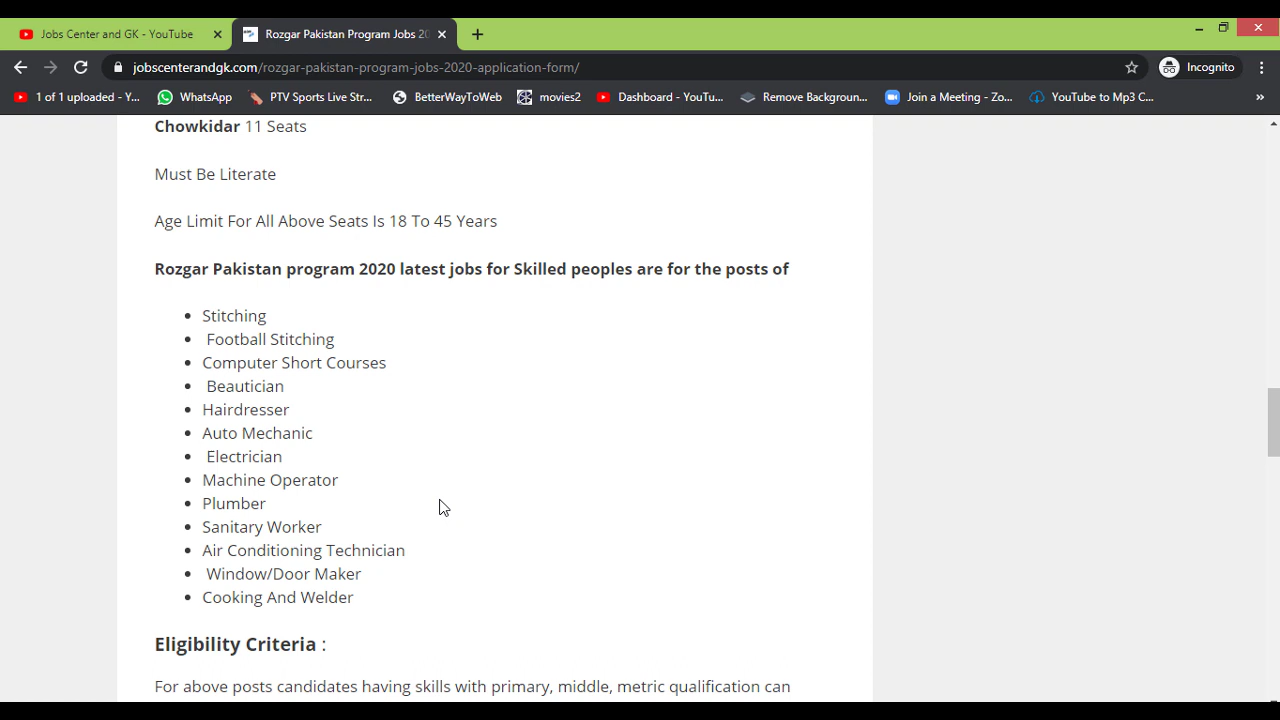 Jobs Center and GK - YouTube
Rozgar Pakistan Program Jobs 20
jobscenterandgk.com/rozgar-pakistan-program-jobs-2020-application-form/
Incognito
1 of 1 uploaded - Y...
WhatsApp
PTV Sports Live Str...
BetterWayToWeb
movies2
Dashboard - YouTu...
Remove Backgroun...
Join a Meeting - Zo...
YouTube to Mp3 C...
Chowkidar 11 Seats
Must Be Literate
Age Limit For All Above Seats Is 18 To 45 Years
Rozgar Pakistan program 2020 latest jobs for Skilled peoples are for the posts of
Stitching
Football Stitching
Computer Short Courses
Beautician
Hairdresser
Auto Mechanic
Electrician
Machine Operator
Plumber
Sanitary Worker
Air Conditioning Technician
Window/Door Maker
Cooking And Welder
Eligibility Criteria :
For above posts candidates having skills with primary, middle, metric qualification can